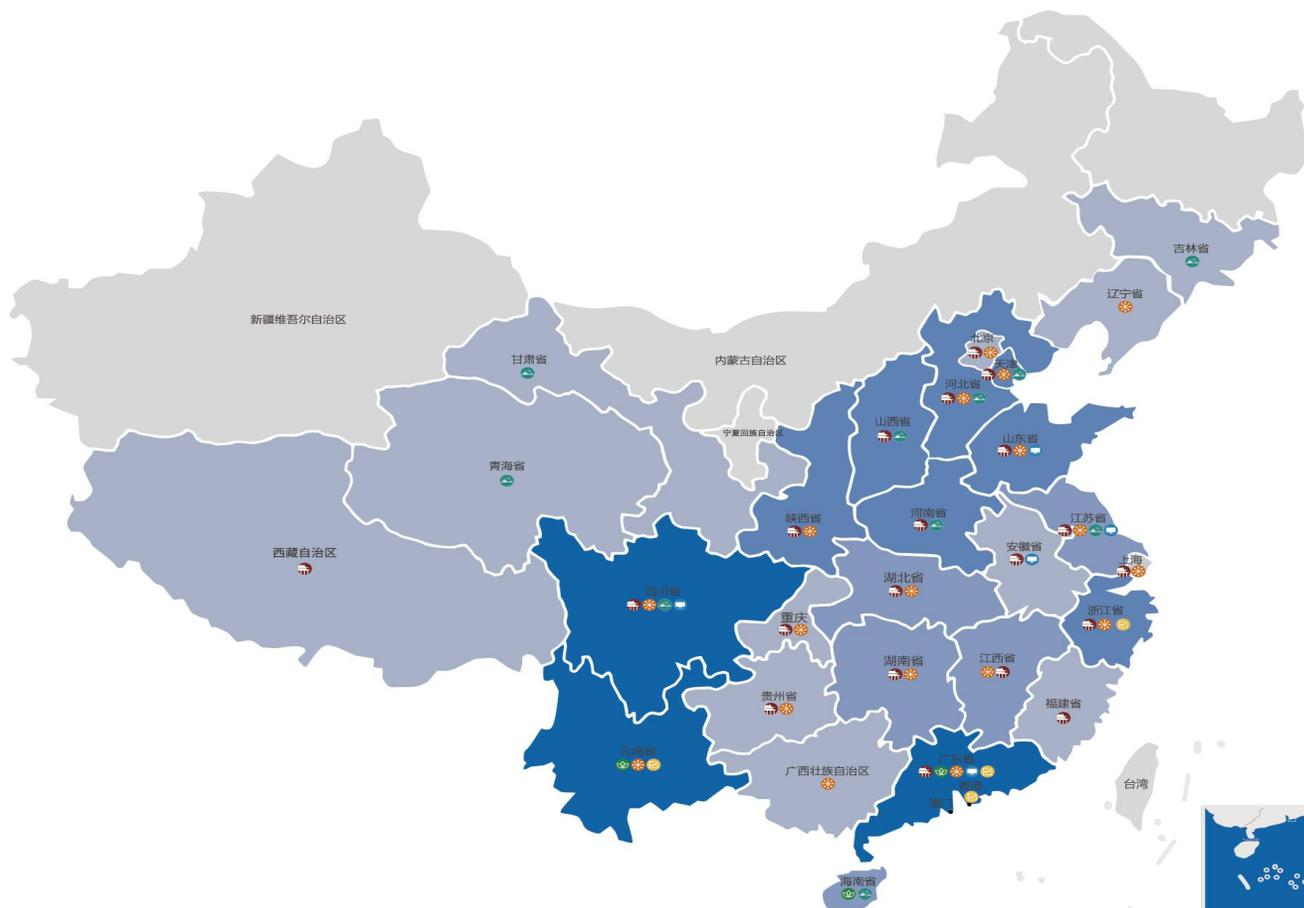 吉林省
辽宁省
新疆维吾尔自治区
北京
甘肃省
内蒙古自治区
天津
河北省
山西省
宁夏回族自治区
山东省
青海省
陕西省
河南省
江苏省
西藏自治区
安徽省
上海
四川省
湖北省
浙江省
重庆
湖南省
江西省
贵州省
福建省
云南省
广西壮族自治区
广东省
台湾
香港
澳门
海南省